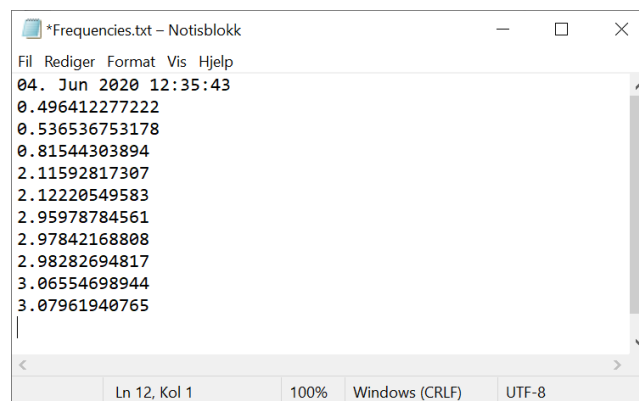 *Frequencies.txt – Notisblokk
Fil Rediger Format Vis Hjelp
04. Jun 2020 12:35:43
0.496412277222
0.536536753178
0.81544303894
2.11592817307
2.12220549583
2.95978784561
2.97842168808
2.98282694817
3.06554698944
3.07961940765
Ln 12, Kol 1 100% Windows (CRLF) UTF-8